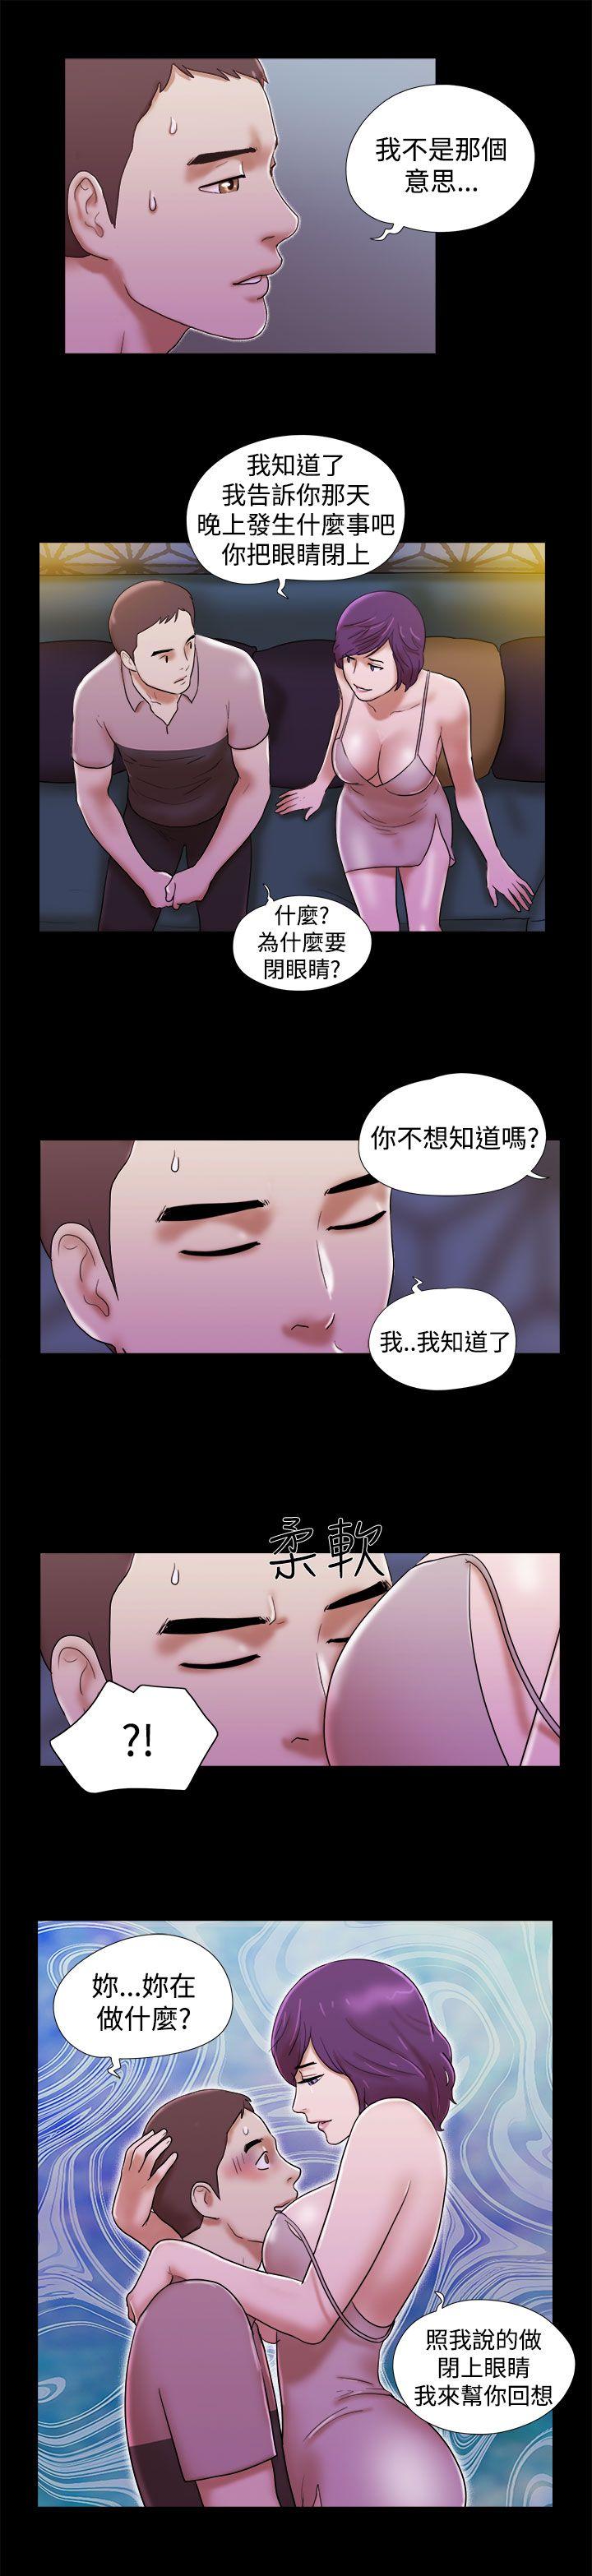 我不是那個
意思...
我知道了
我告訴你那天
晚上發生什麼事吧
你把眼睛閉上
什麼?
為什麼要
閉眼睛?
你不想知道嗎?
我..我知道了
柔軟
?!
妳...妳在
做什麼?
照我說的做
閉上眼睛
我來幫你回想